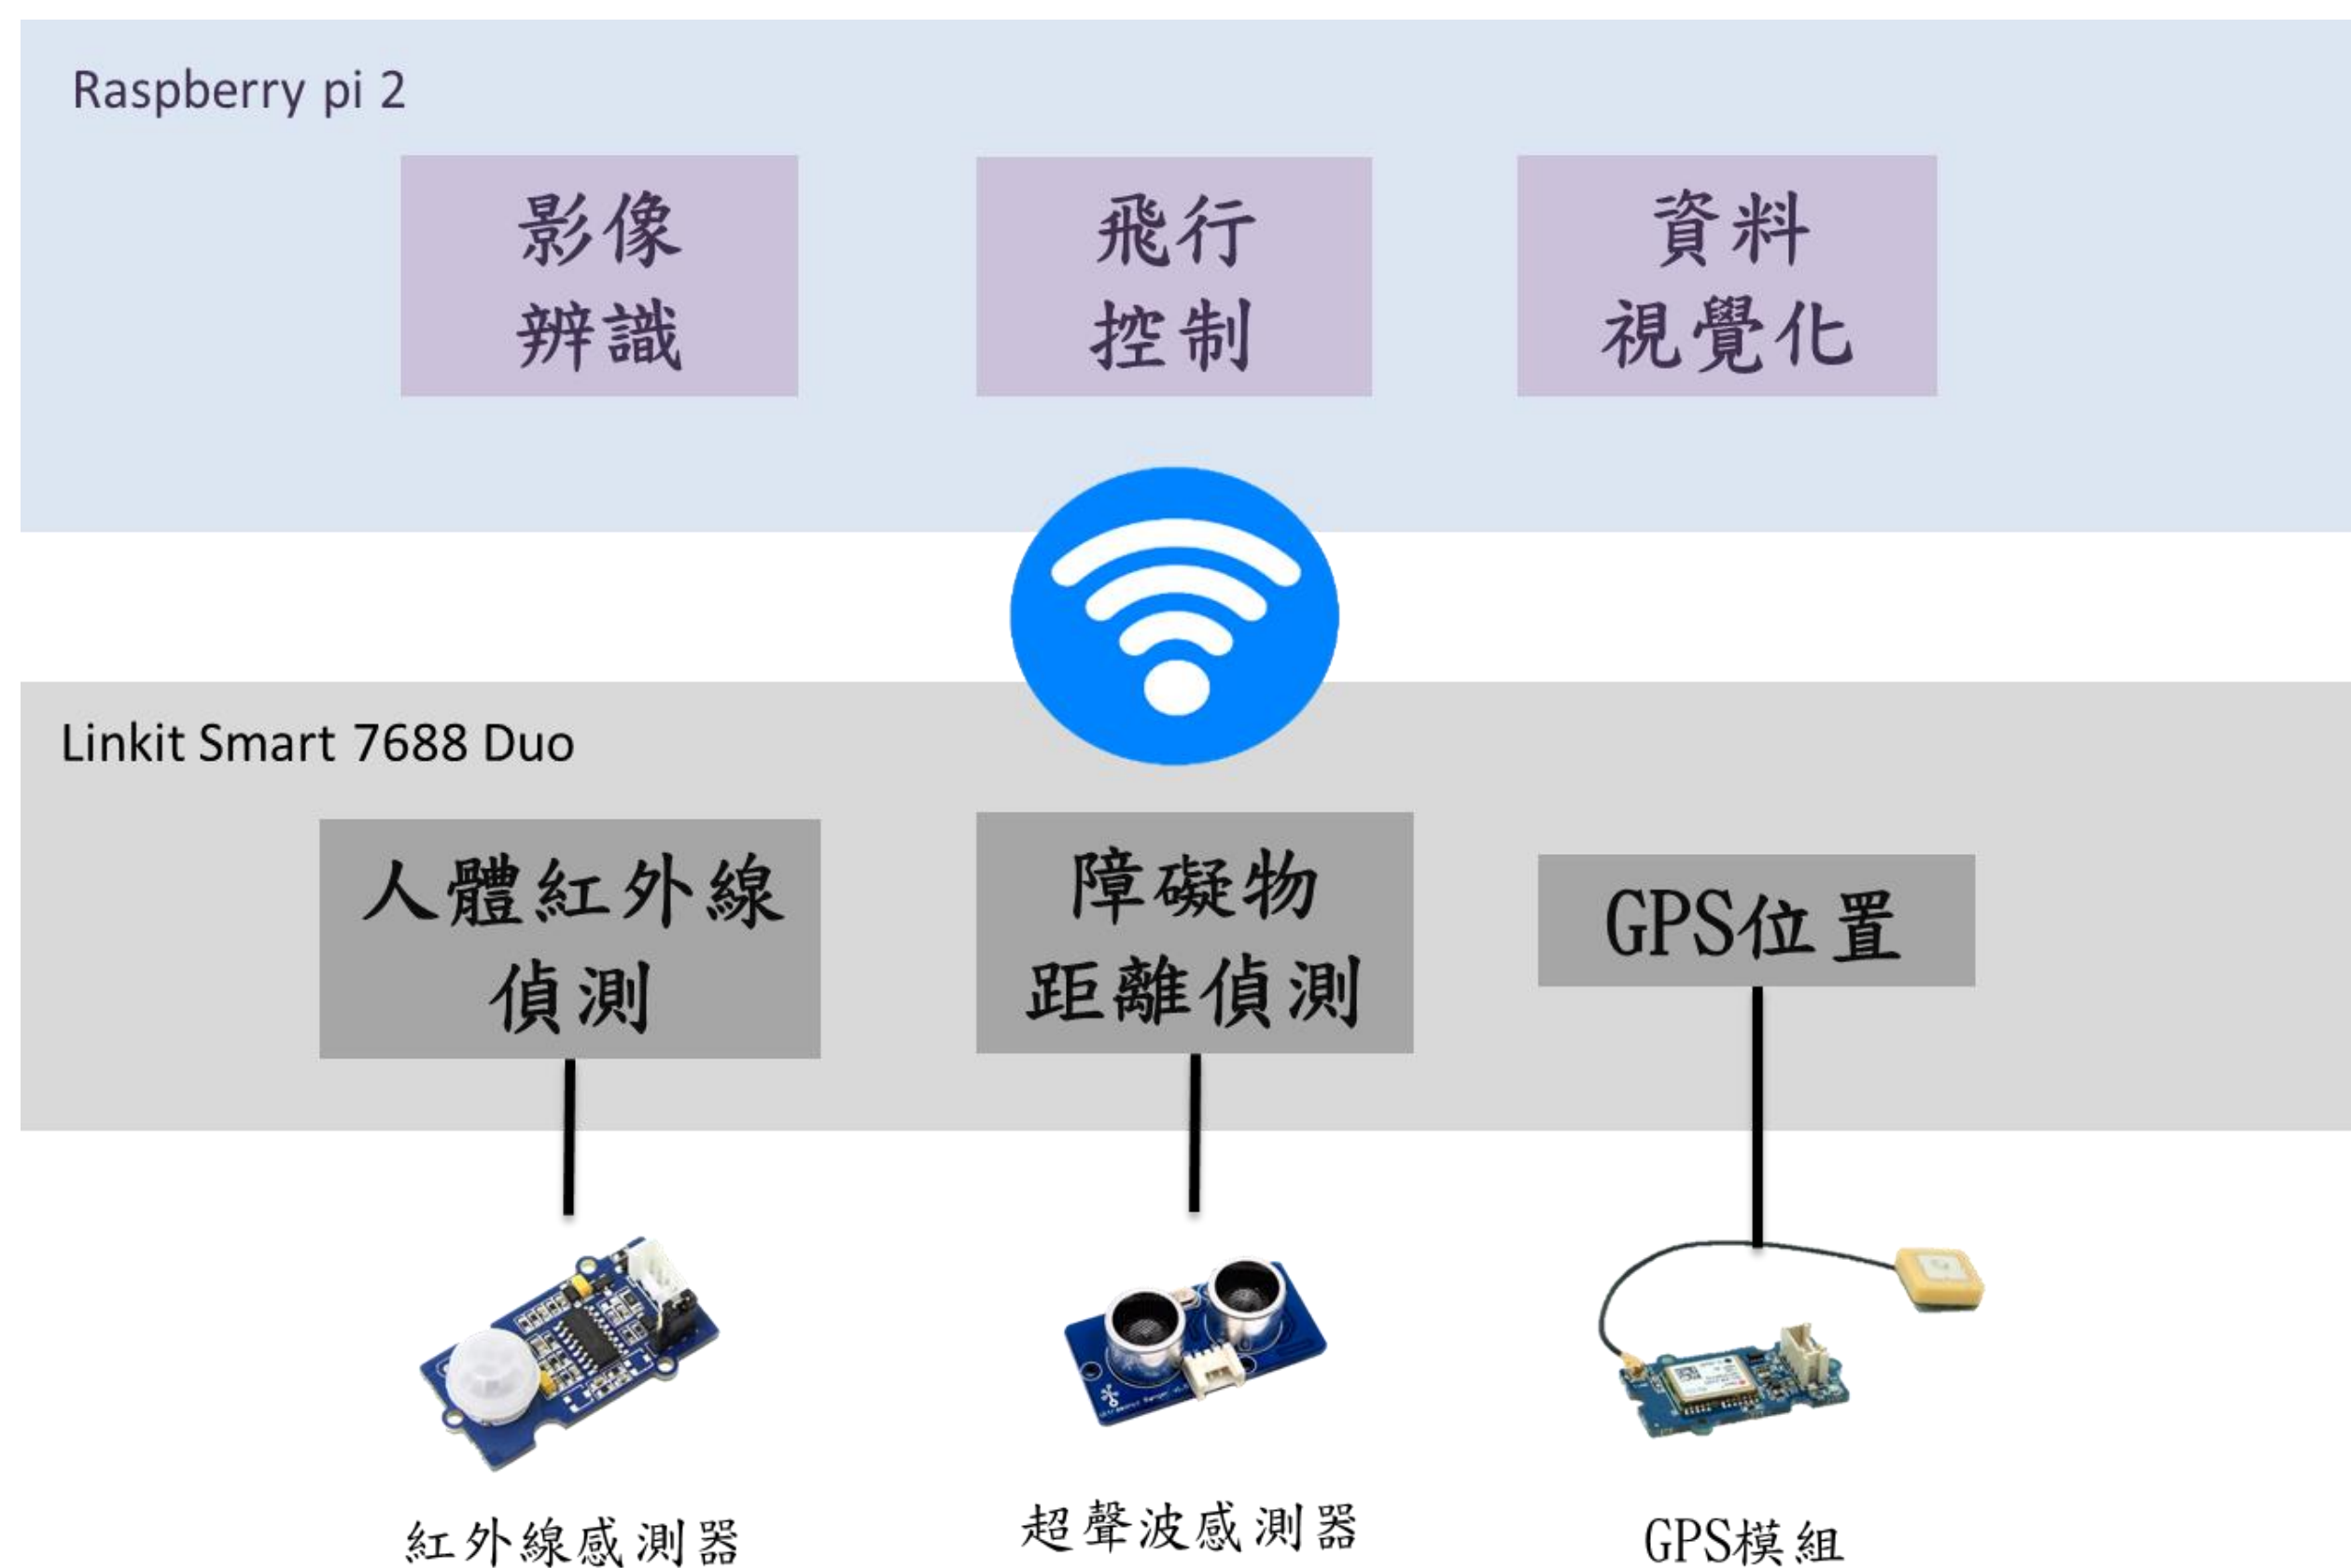 Raspberry pi 2
影像
辨識
飛行
控制
資料
視覺化
Linkit Smart 7688 Duo
人體紅外線
偵測
障礙物
距離偵測
GPS位置
紅外線感測器
超聲波感測器
GPS模組